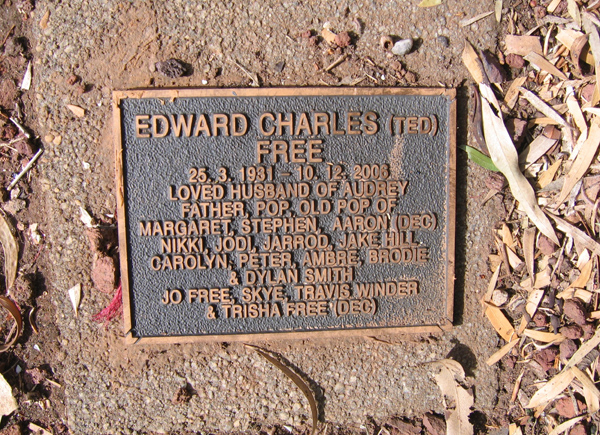 EDWARD CHARLES (TED)
FREE
25. 3. 1931 - 10. 12. 2006
LOVED HUSBAND OF AUDREY
FATHER, POP, OLD POP OF
MARGARET, STEPHEN, AARON (DEC)
NIKKI, JODI, JARROD, JAKE HILL,
CAROLYN, PETER, AMBRE, BRODIE
& DYLAN SMITH
JO FREE, SKYE, TRAVIS WINDER
& TRISHA FREE (DEC)